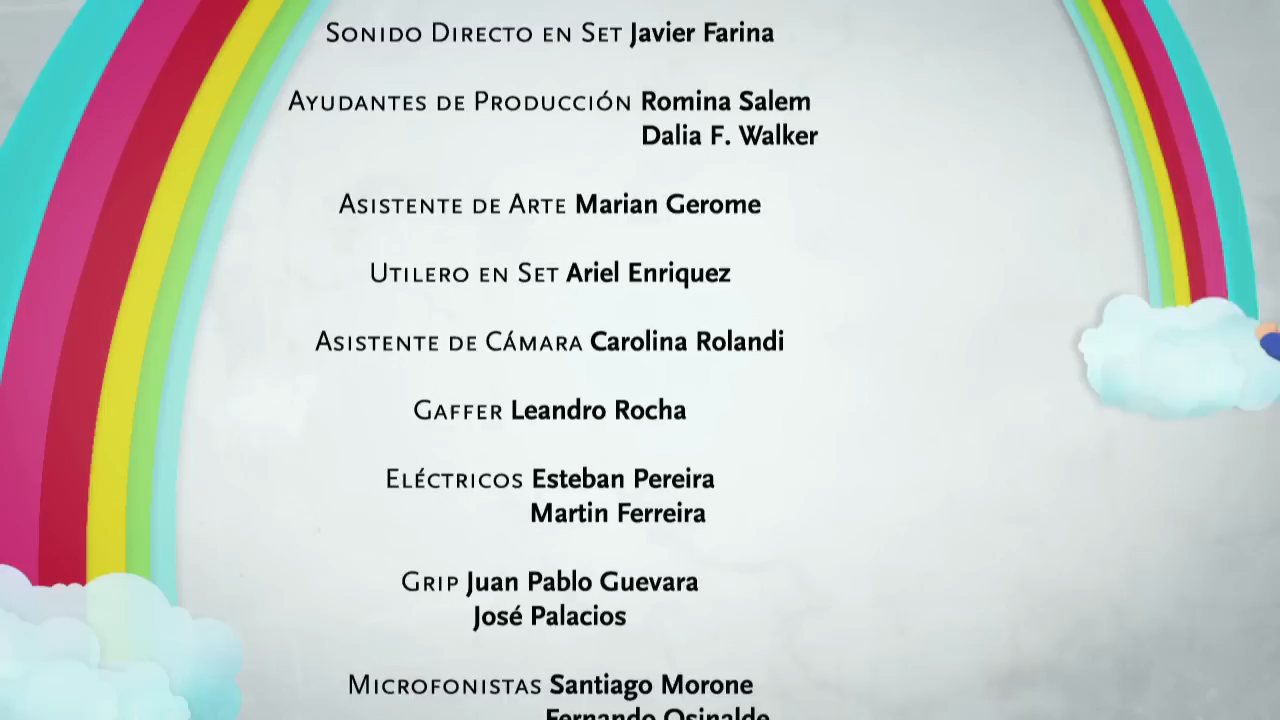 Sonido Directo en Set Javier Farina
Ayudantes de Producción Romina Salem
Dalia F. Walker
Asistente de Arte Marian Gerome
Utilero en Set Ariel Enriquez
Asistente de Cámara Carolina Rolandi
Gaffer Leandro Rocha
Eléctricos Esteban Pereira
Martin Ferreira
Grip Juan Pablo Guevara
José Palacios
Microfonistas Santiago Morone
Fernando Osinalde